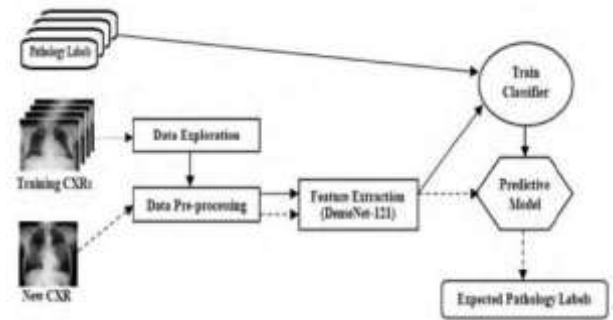 Pathology Labels
Train
Classifier
Data Exploration
Training CXRs
Data Pre-processing
Feature Extraction
(DenseNet-121)
Predictive
Model
New CXR
Expected Pathology Labels